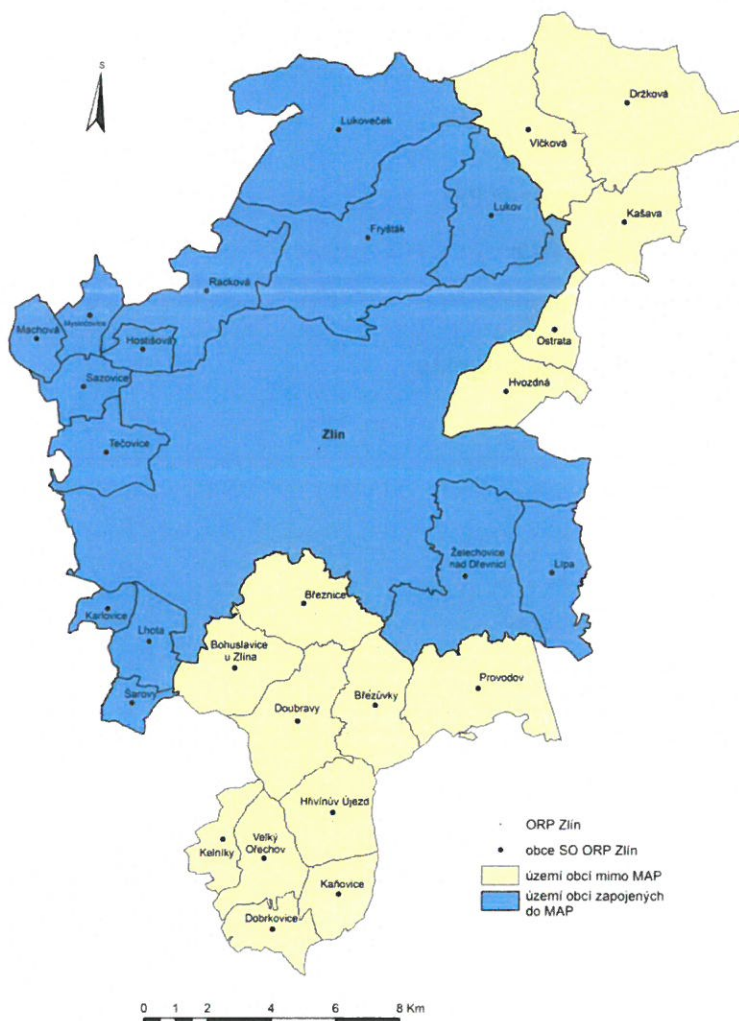 S
Držková
Lukoveček
Vlčková
Lukov
Kašava
Fryšták
Racková
Mysločovice
Machová
Hostišová
Ostrata
Sazovice
Hvozdná
Zlín
Tečovice
Želechovice
nad Dřevnicí
Lípa
Březnice
Karlovice
Lhota
Bohuslavice
u Zlína
Provodov
Šarovy
Březůvky
Doubravy
Hřivínův Újezd
Velký
Ořechov
Kelníky
Kaňovice
Dobrkovice
ORP Zlín
obce SO ORP Zlín
území obcí mimo MAP
území obcí zapojených
do MAP
0 1 2 4 6 8 Km